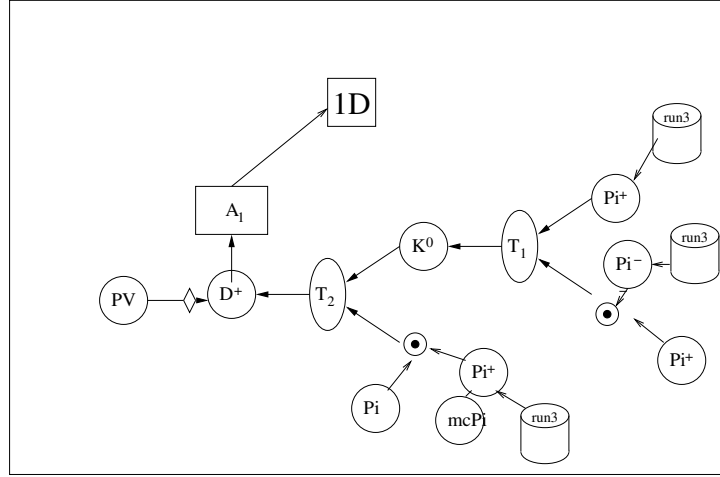 1D
run3
Pi⁺
A₁
K⁰
T₁
run3
Pi⁻
PV
D⁺
T₂
Pi⁺
Pi⁺
Pi
mcPi
run3